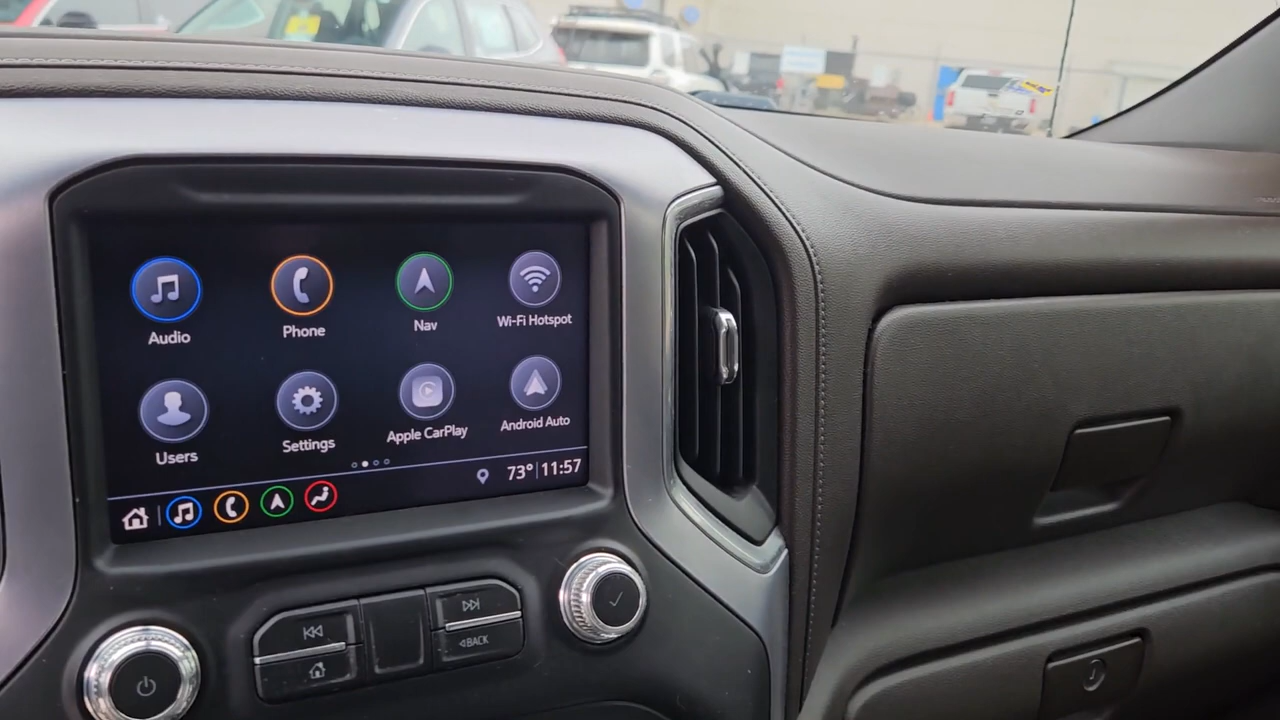 Audio
Phone
Nav
Wi-Fi Hotspot
Users
Settings
Apple CarPlay
Android Auto
73° 11:57
BACK